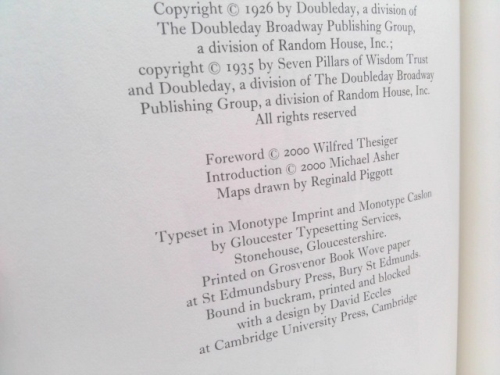 Copyright © 1926 by Doubleday, a division of
The Doubleday Broadway Publishing Group,
a division of Random House, Inc.;
copyright © 1935 by Seven Pillars of Wisdom Trust
and Doubleday, a division of The Doubleday Broadway
Publishing Group, a division of Random House, Inc.
All rights reserved
Foreword © 2000 Wilfred Thesiger
Introduction © 2000 Michael Asher
Maps drawn by Reginald Piggott
Typeset in Monotype Imprint and Monotype Caslon
by Gloucester Typesetting Services,
Stonehouse, Gloucestershire.
Printed on Grosvenor Book Wove paper
at St Edmundsbury Press, Bury St Edmunds.
Bound in buckram, printed and blocked
with a design by David Eccles
at Cambridge University Press, Cambridge